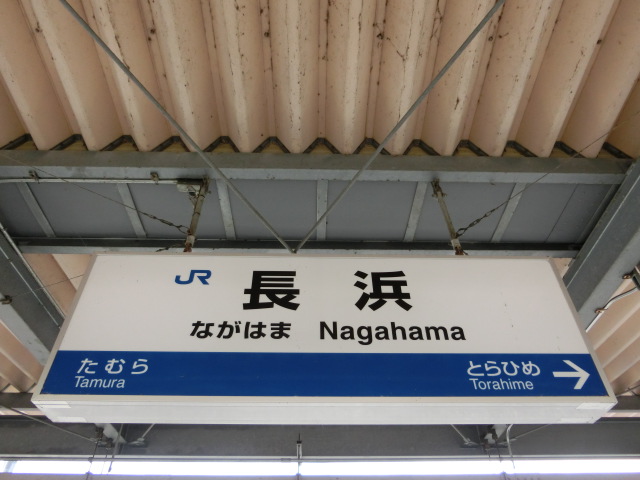 JR 長浜
ながはま Nagahama
たむら とらひめ →
Tamura Torahime